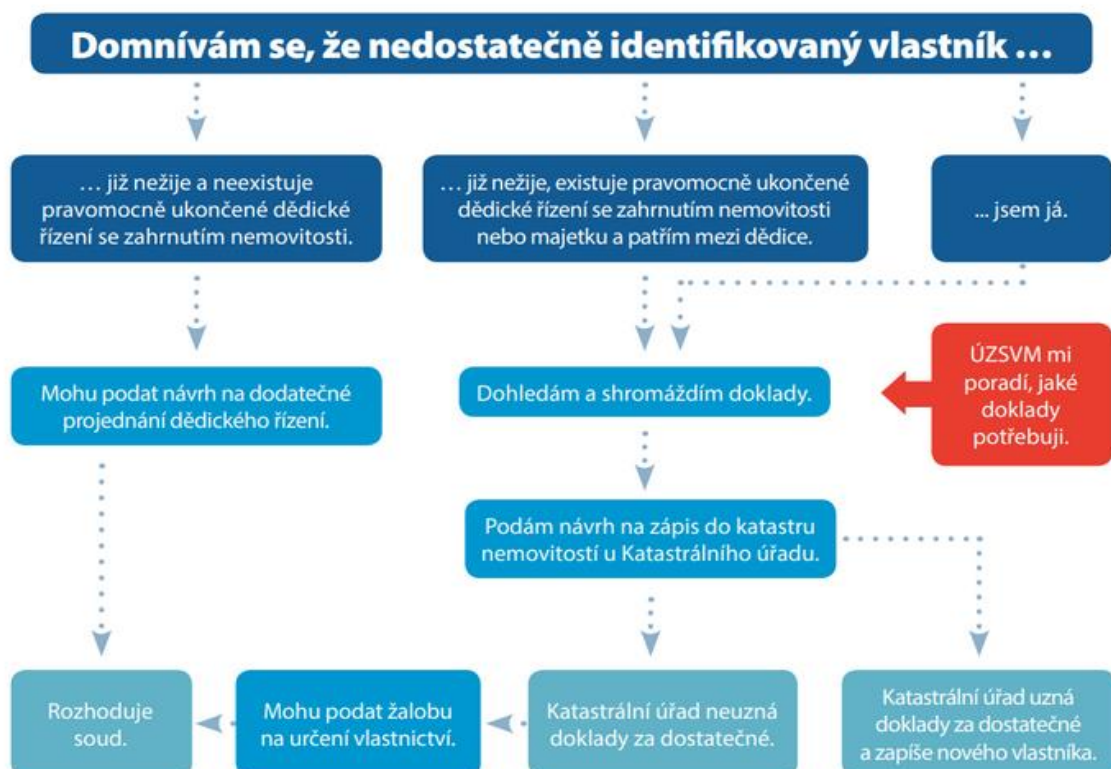 Domnívám se, že nedostatečně identifikovaný vlastník …
… již nežije a neexistuje
pravomocně ukončené dědické
řízení se zahrnutím nemovitosti.
… již nežije, existuje pravomocně ukončené
dědické řízení se zahrnutím nemovitosti
nebo majetku a patřím mezi dědice.
... jsem já.
Mohu podat návrh na dodatečné
projednání dědického řízení.
Dohledám a shromáždím doklady.
ÚZSVM mi
poradí, jaké
doklady
potřebuji.
Podám návrh na zápis do katastru
nemovitostí u Katastrálního úřadu.
Rozhoduje
soud.
Mohu podat žalobu
na určení vlastnictví.
Katastrální úřad neuzná
doklady za dostatečné.
Katastrální úřad uzná
doklady za dostatečné
a zapíše nového vlastníka.